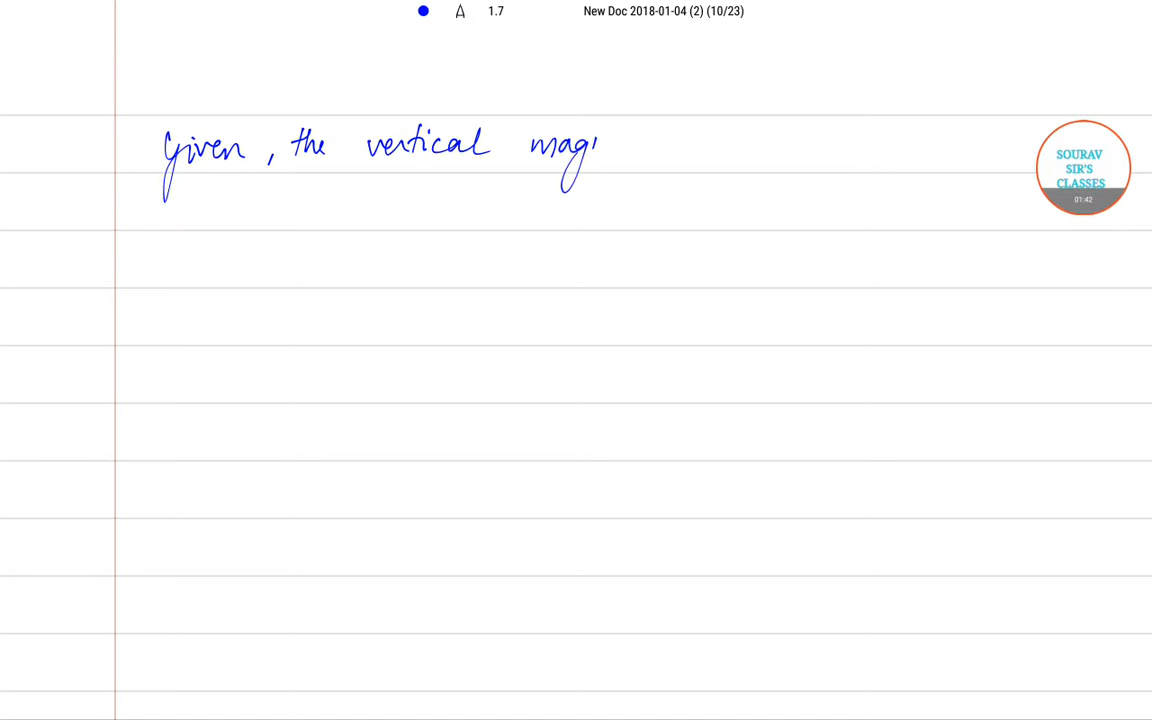 1.7 New Doc 2018-01-04 (2) (10/23)
Given, the vertical mag
SOURAV
SIR'S
CLASSES
01:42